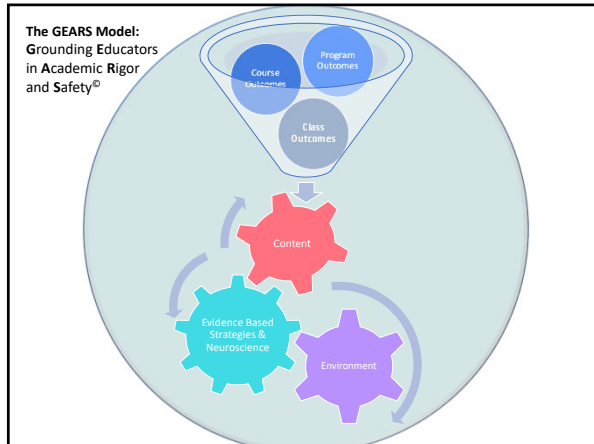 The GEARS Model:
Grounding Educators
in Academic Rigor
and Safety©
Program
Outcomes
Course
Outcomes
Class
Outcomes
Content
Evidence Based
Strategies &
Neuroscience
Environment